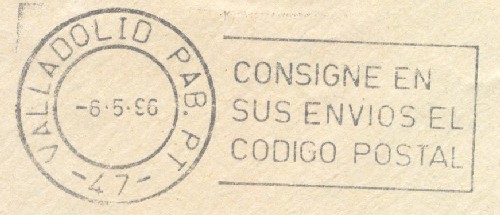 VALLADOLID PAB. PT -47-
-6·5·96
CONSIGNE EN
SUS ENVIOS EL
CODIGO POSTAL